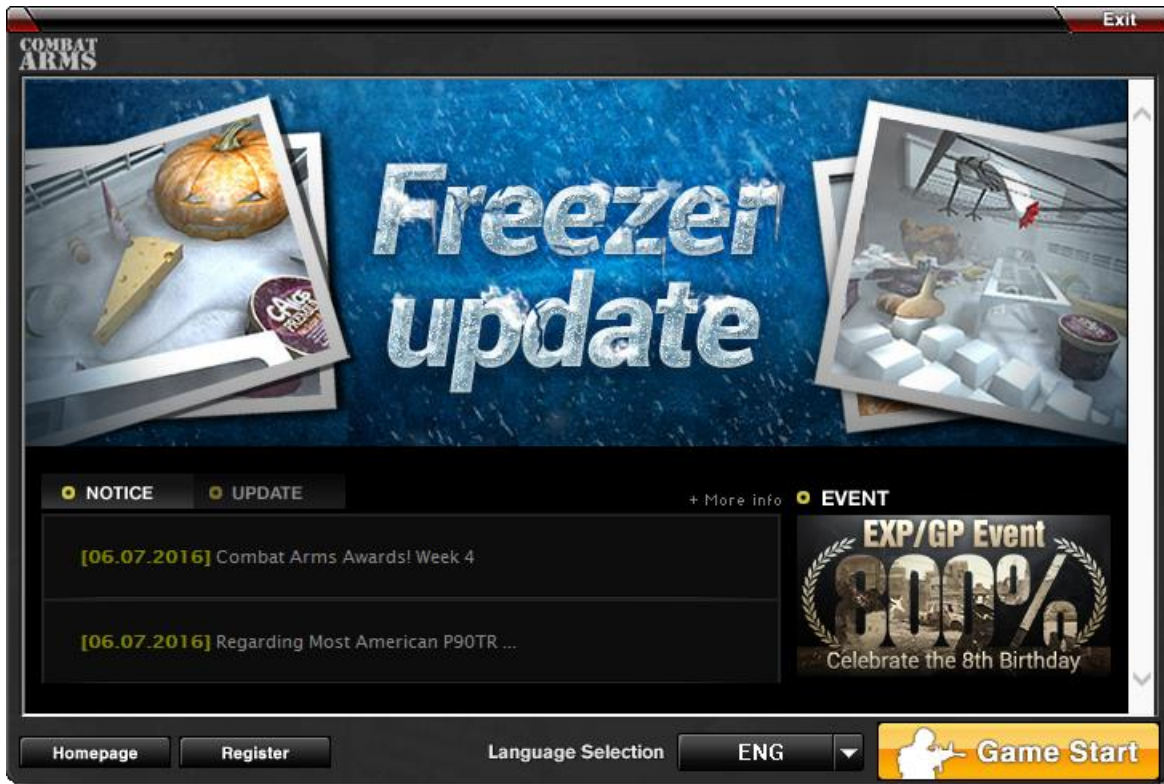 Exit
COMBAT
ARMS
Freezer
update
NOTICE
UPDATE
+ More info
EVENT
[06.07.2016] Combat Arms Awards! Week 4
[06.07.2016] Regarding Most American P90TR ...
EXP/GP Event
800%
Celebrate the 8th Birthday
Homepage
Register
Language Selection
ENG
Game Start